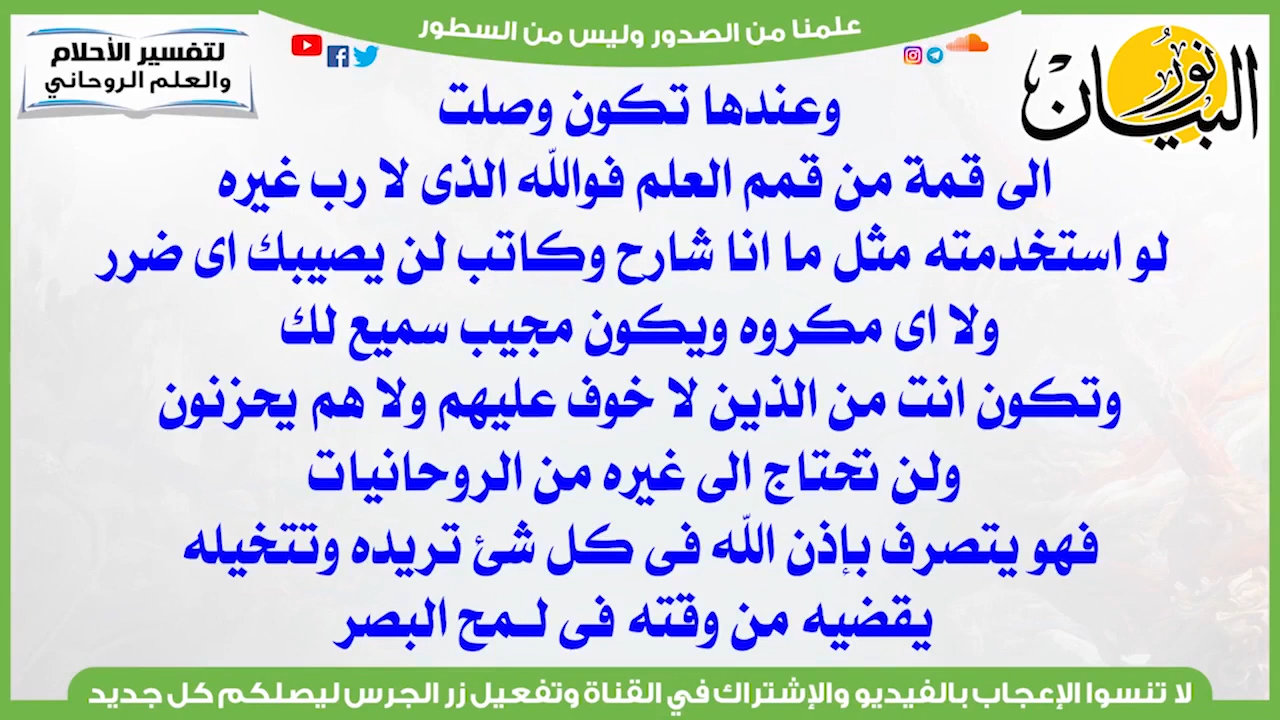 علمنا من الصدور وليس من السطور
لتفسير الأحلام
والعلم الروحاني
نور
البيان
وعندها تكون وصلت
الى قمة من قمم العلم فوالله الذى لا رب غيره
لو استخدمته مثل ما انا شارح وكاتب لن يصيبك اى ضرر
ولا اى مكروه ويكون مجيب سميع لك
وتكون انت من الذين لا خوف عليهم ولا هم يحزنون
ولن تحتاج الى غيره من الروحانيات
فهو يتصرف بإذن الله فى كل شئ تريده وتتخيله
يقضيه من وقته فى لـمح البصر
لا تنسوا الإعجاب بالفيديو والإشتراك في القناة وتفعيل زر الجرس ليصلكم كل جديد